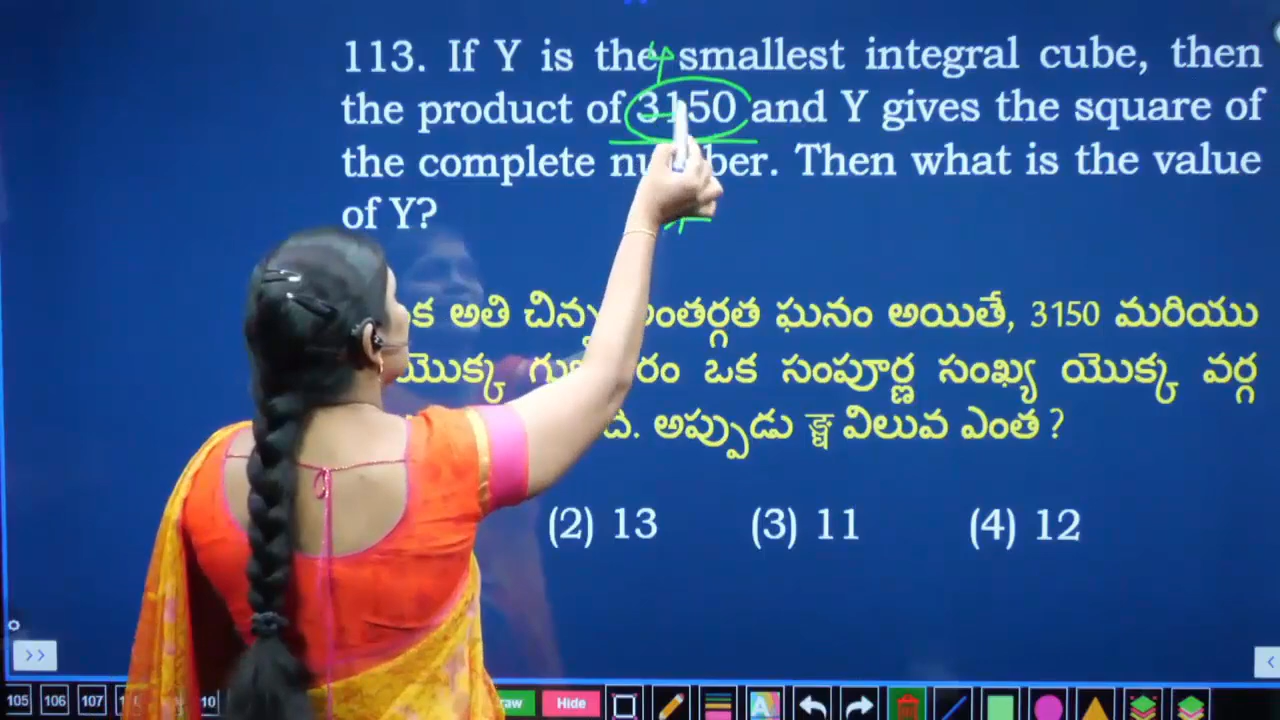 113. If Y is the smallest integral cube, then
the product of 3150 and Y gives the square of
the complete number. Then what is the value
of Y?
అతి చిన్న అంతర్గత ఘనం అయితే, 3150 మరియు
యొక్క ఒక సంపూర్ణ సంఖ్య యొక్క వర్గ
అప్పుడు విలువ ఎంత ?
(2) 13 (3) 11 (4) 12
>> <
105 106 107 Hide A